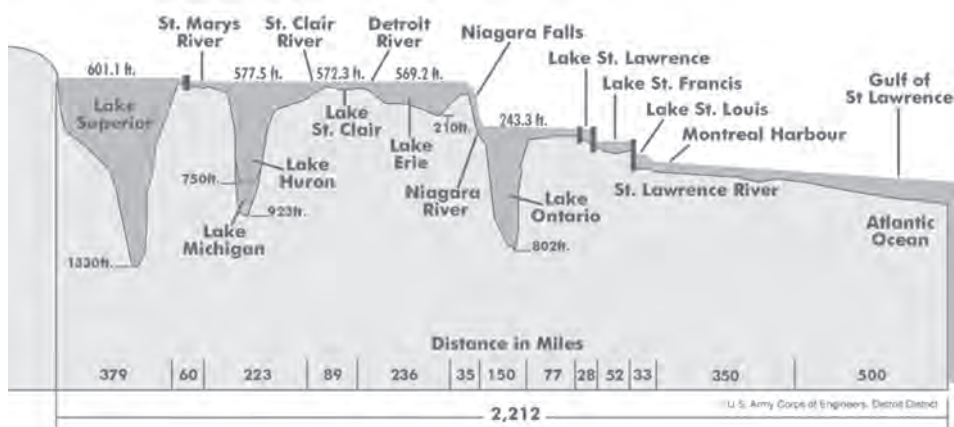 St. Marys
River
St. Clair
River
Detroit
River
Niagara Falls
601.1 ft.
577.5 ft.
572.3 ft.
569.2 ft.
Lake St. Lawrence
Lake St. Francis
Gulf of
St Lawrence
Lake
Superior
Lake
St. Clair
210ft.
243.3 ft.
Lake St. Louis
Montreal Harbour
Lake
Erie
Lake
Huron
750ft.
Niagara
River
St. Lawrence River
Lake
Ontario
923ft.
Lake
Michigan
Atlantic
Ocean
802ft.
1330ft.
Distance in Miles
379 60 223 89 236 35 150 77 28 52 33 350 500
U.S. Army Corps of Engineers, Detroit District
2,212